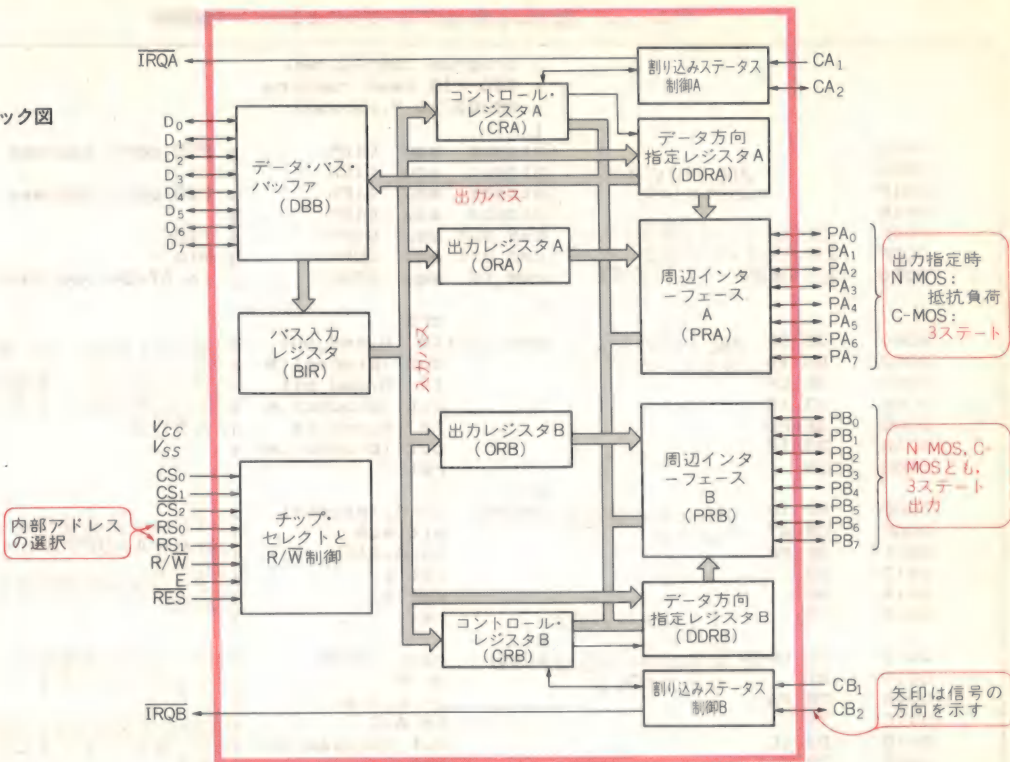 ック図
IRQA
D0
D1
D2
D3
D4
D5
D6
D7
データ・バス・
バッファ
(DBB)
バス入力
レジスタ
(BIR)
VCC
VSS
CS0
CS1
CS2
RS0
RS1
R/W
E
RES
内部アドレス
の選択
チップ・
セレクトと
R/W制御
IRQB
コントロール・
レジスタA
(CRA)
出力バス
出力レジスタA
(ORA)
入力バス
出力レジスタB
(ORB)
コントロール・
レジスタB
(CRB)
割り込みステータス
制御A
データ方向
指定レジスタA
(DDRA)
周辺インタ
ーフェース
A
(PRA)
周辺インタ
ーフェース
B
(PRB)
データ方向
指定レジスタB
(DDRB)
割り込みステータス
制御B
CA1
CA2
PA0
PA1
PA2
PA3
PA4
PA5
PA6
PA7
出力指定時
N MOS:
抵抗負荷
C-MOS:
3ステート
PB0
PB1
PB2
PB3
PB4
PB5
PB6
PB7
N MOS, C-
MOSとも,
3ステート
出力
CB1
CB2
矢印は信号の
方向を示す